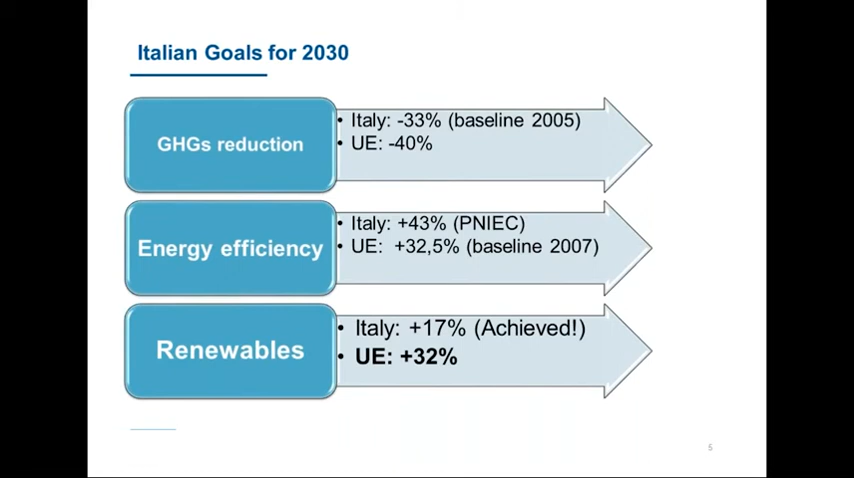 Italian Goals for 2030
GHGs reduction
• Italy: -33% (baseline 2005)
• UE: -40%
Energy efficiency
• Italy: +43% (PNIEC)
• UE: +32,5% (baseline 2007)
Renewables
• Italy: +17% (Achieved!)
• UE: +32%
5